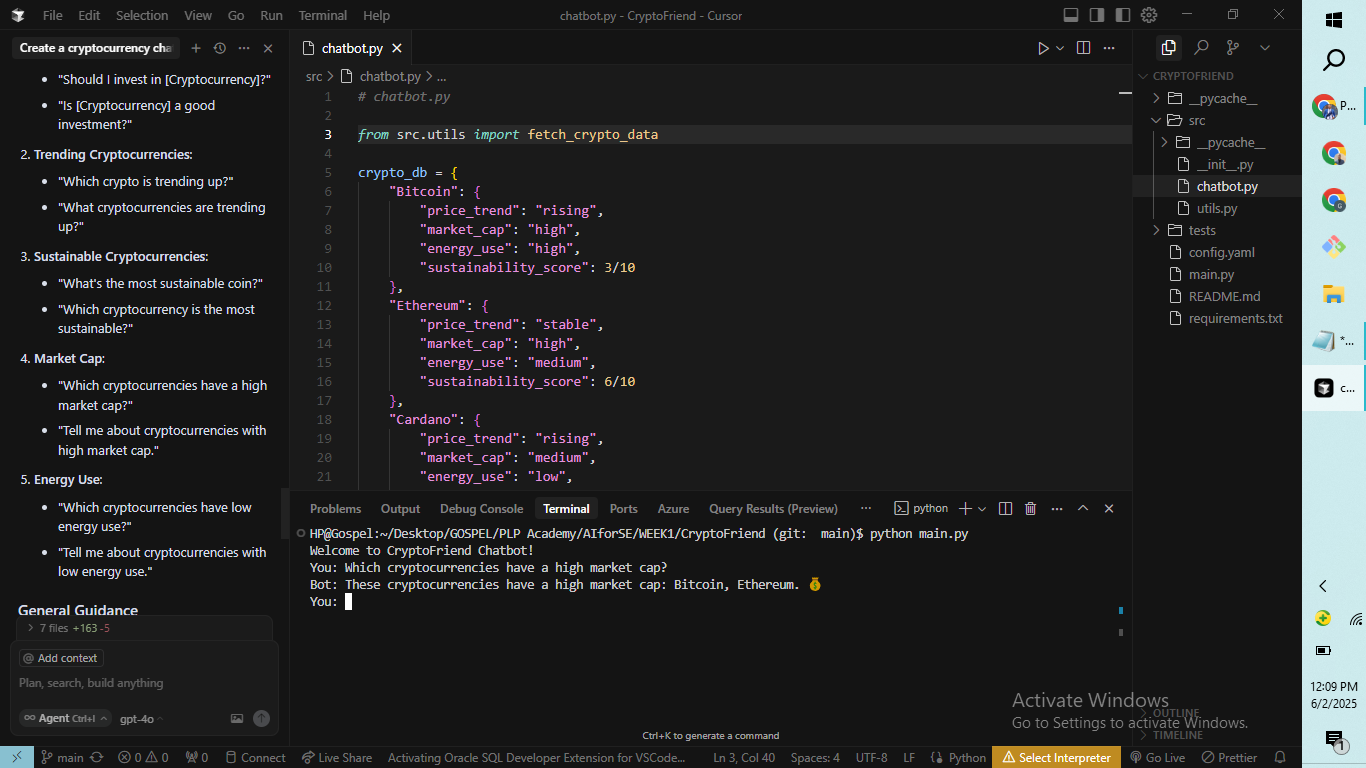 File Edit Selection View Go Run Terminal Help
chatbot.py - CryptoFriend - Cursor
Create a cryptocurrency cha
• "Should I invest in [Cryptocurrency]?"
• "Is [Cryptocurrency] a good
investment?"
2. Trending Cryptocurrencies:
• "Which crypto is trending up?"
• "What cryptocurrencies are trending
up?"
3. Sustainable Cryptocurrencies:
• "What's the most sustainable coin?"
• "Which cryptocurrency is the most
sustainable?"
4. Market Cap:
• "Which cryptocurrencies have a high
market cap?"
• "Tell me about cryptocurrencies with
high market cap."
5. Energy Use:
• "Which cryptocurrencies have low
energy use?"
• "Tell me about cryptocurrencies with
low energy use."
General Guidance
7 files +163 -5
@ Add context
Plan, search, build anything
∞ Agent Ctrl+I
gpt-4o
chatbot.py
src > chatbot.py > ...
1 # chatbot.py
2
3 from src.utils import fetch_crypto_data
4
5 crypto_db = {
6 "Bitcoin": {
7 "price_trend": "rising",
8 "market_cap": "high",
9 "energy_use": "high",
10 "sustainability_score": 3/10
11 },
12 "Ethereum": {
13 "price_trend": "stable",
14 "market_cap": "high",
15 "energy_use": "medium",
16 "sustainability_score": 6/10
17 },
18 "Cardano": {
19 "price_trend": "rising",
20 "market_cap": "medium",
21 "energy_use": "low",
Problems Output Debug Console Terminal Ports Azure Query Results (Preview) ... python
HP@Gospel:~/Desktop/GOSPEL/PLP Academy/AIforSE/WEEK1/CryptoFriend (git: main)$ python main.py
Welcome to CryptoFriend Chatbot!
You: Which cryptocurrencies have a high market cap?
Bot: These cryptocurrencies have a high market cap: Bitcoin, Ethereum. 💰
You:
Ctrl+K to generate a command
CRYPTOFRIEND
__pycache__
src
__pycache__
__init__.py
chatbot.py
utils.py
tests
config.yaml
main.py
README.md
requirements.txt
OUTLINE
TIMELINE
Activate Windows
Go to Settings to activate Windows.
main 0 0 0 Connect Live Share Activating Oracle SQL Developer Extension for VSCode... Ln 3, Col 40 Spaces: 4 UTF-8 LF {} Python Select Interpreter Go Live Prettier
P...
*...
c...
12:09 PM
6/2/2025
1